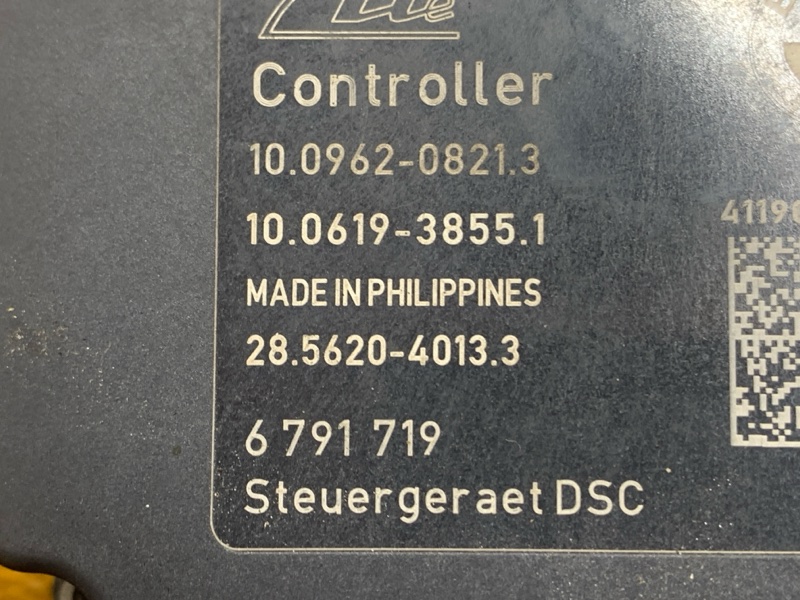 Controller
10.0962-0821.3
10.0619-3855.1
4119
MADE IN PHILIPPINES
28.5620-4013.3
6 791 719
Steuergeraet DSC